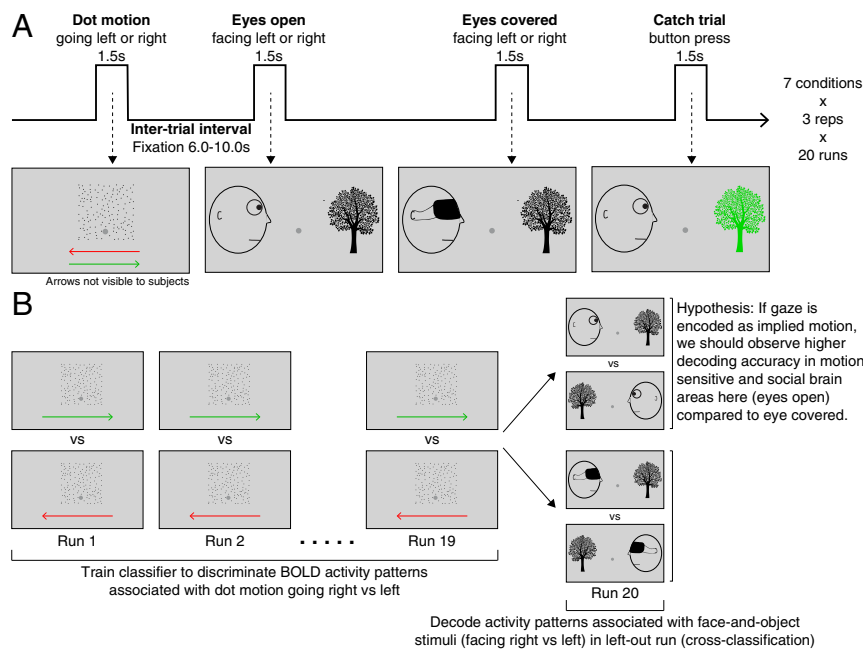 A
Dot motion
going left or right
1.5s
Eyes open
facing left or right
1.5s
Eyes covered
facing left or right
1.5s
Catch trial
button press
1.5s
7 conditions
x
3 reps
x
20 runs
Inter-trial interval
Fixation 6.0-10.0s
Arrows not visible to subjects
B
vs
vs
vs
Run 1
Run 2
. . . . .
Run 19
Train classifier to discriminate BOLD activity patterns
associated with dot motion going right vs left
vs
vs
Run 20
Hypothesis: If gaze is
encoded as implied motion,
we should observe higher
decoding accuracy in motion
sensitive and social brain
areas here (eyes open)
compared to eye covered.
Decode activity patterns associated with face-and-object
stimuli (facing right vs left) in left-out run (cross-classification)